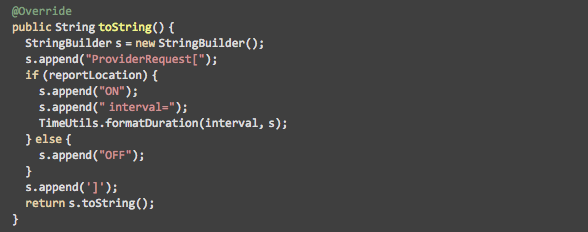 @Override
public String toString() {
  StringBuilder s = new StringBuilder();
  s.append("ProviderRequest[");
  if (reportLocation) {
    s.append("ON");
    s.append(" interval=");
    TimeUtils.formatDuration(interval, s);
  } else {
    s.append("OFF");
  }
  s.append(']');
  return s.toString();
}